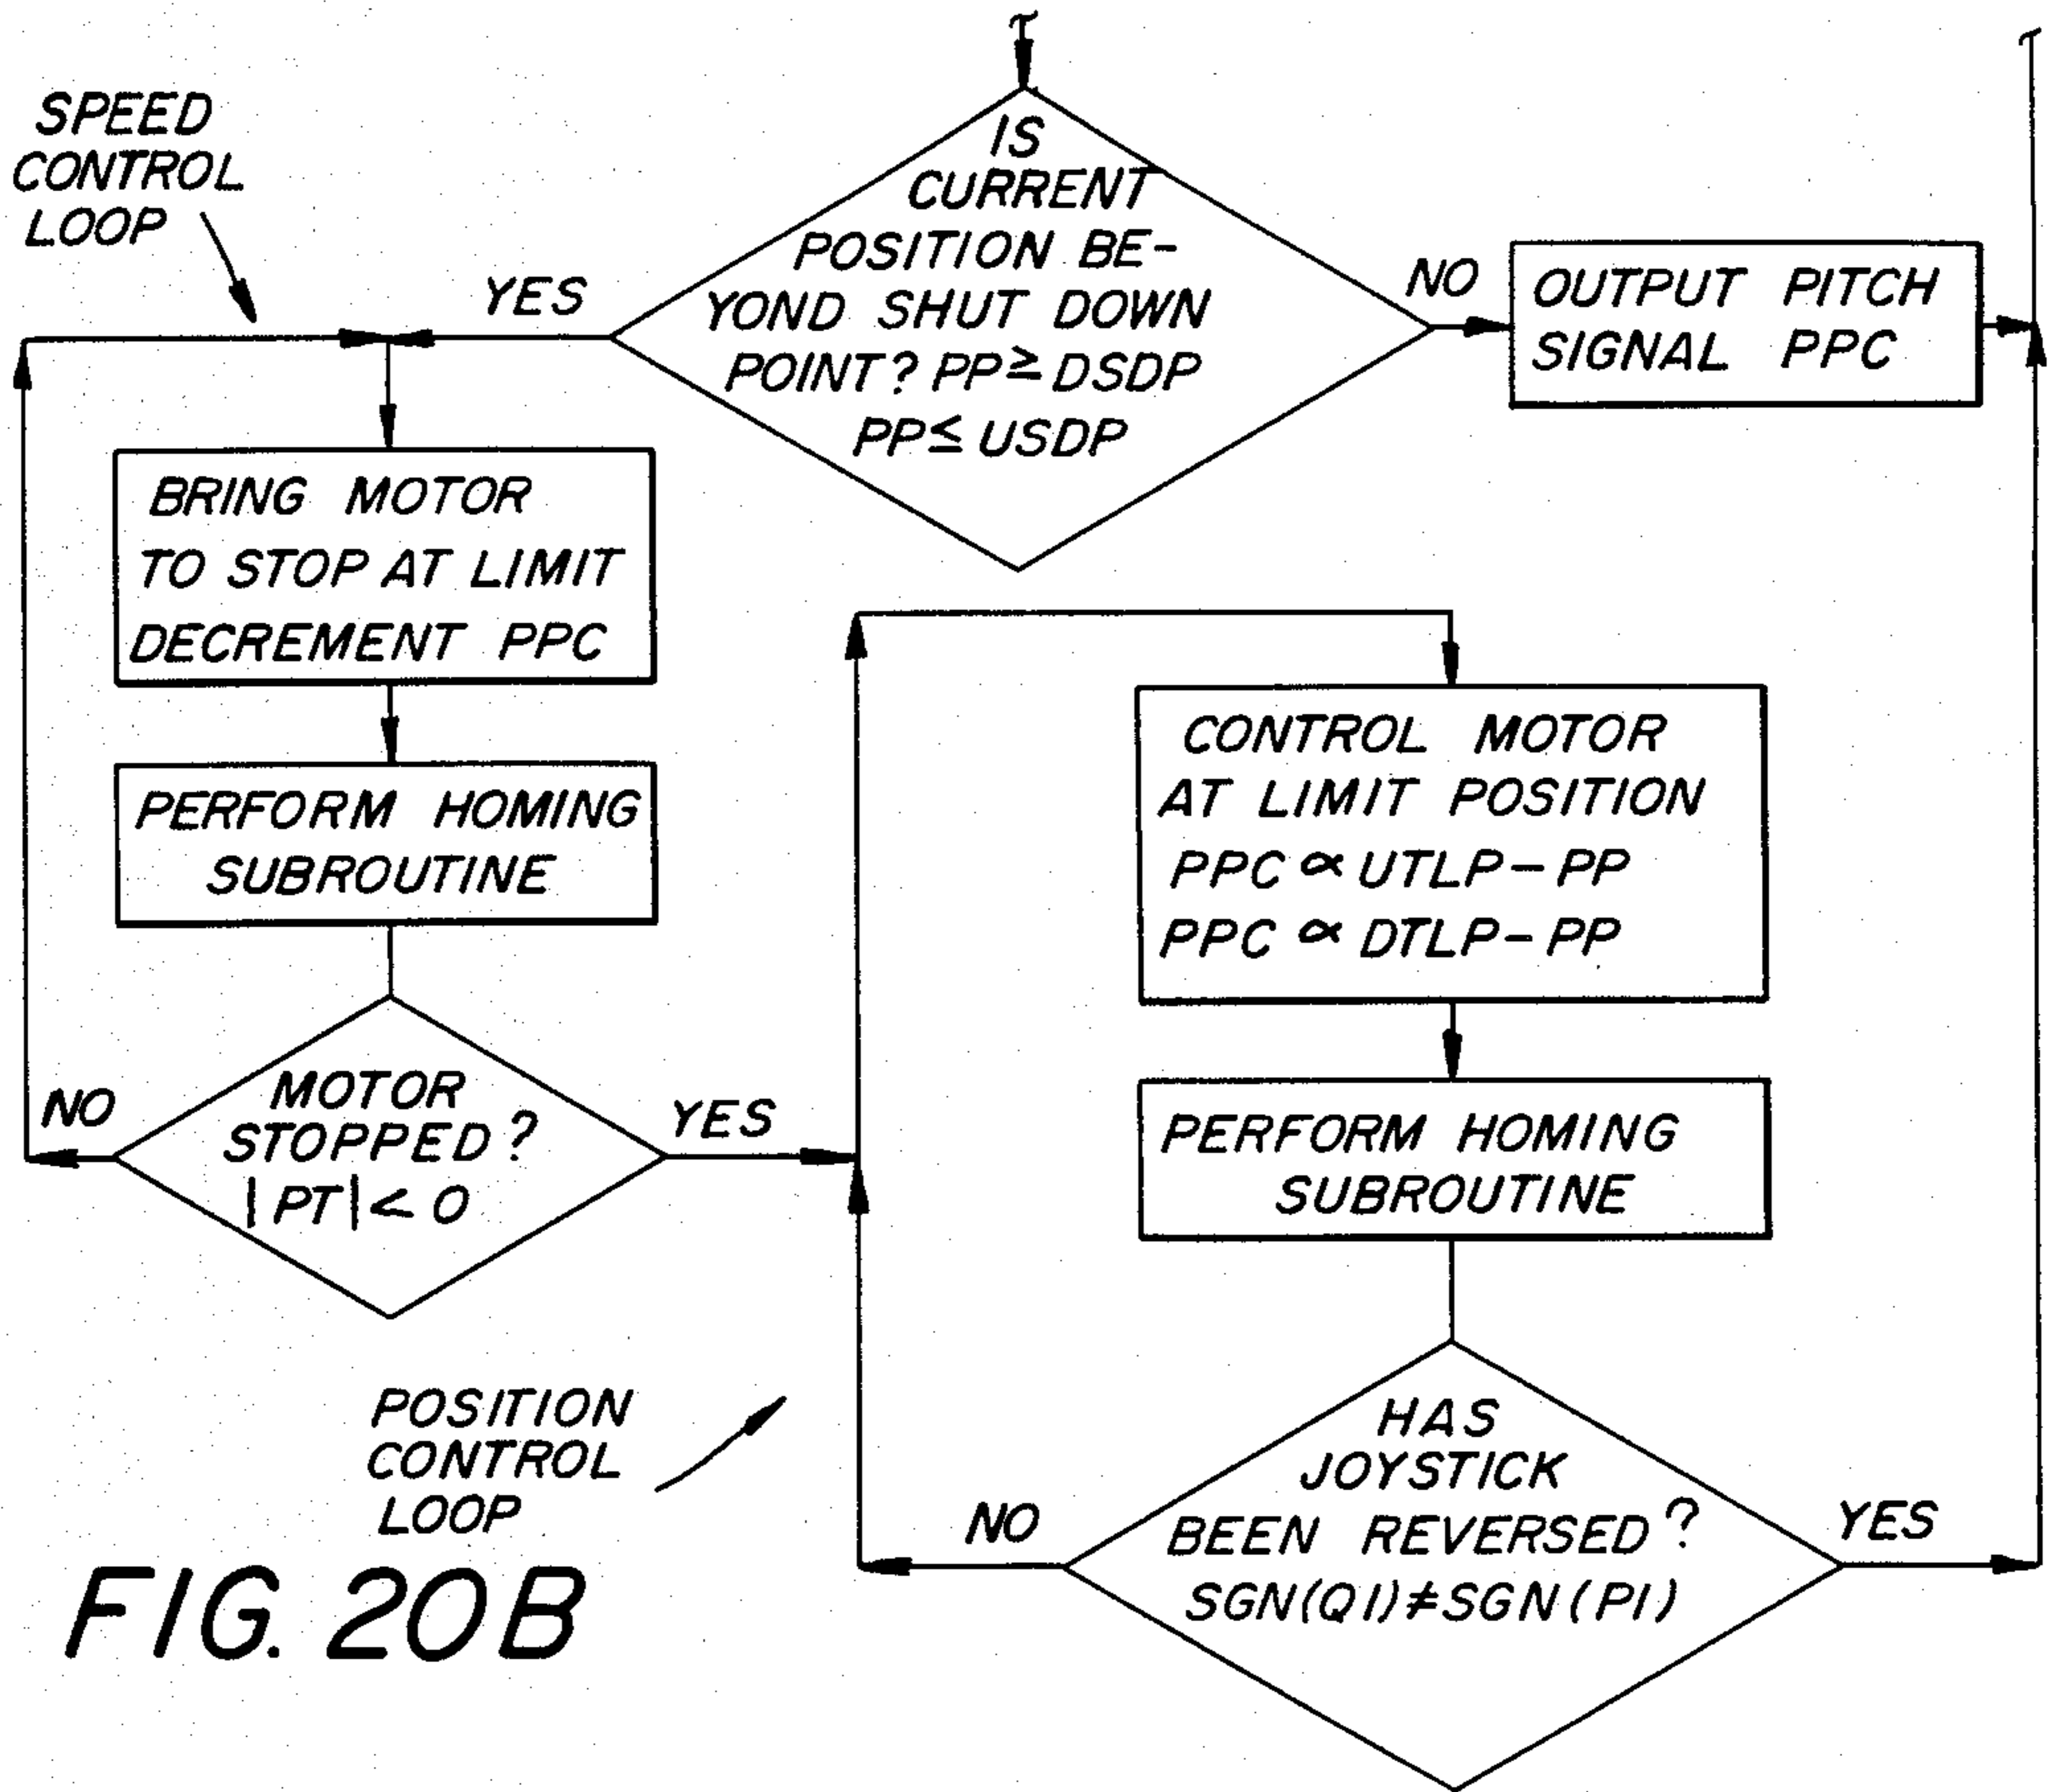 SPEED
CONTROL
LOOP
IS
CURRENT
POSITION BE-
YOND SHUT DOWN
POINT? PP≥DSDP
PP≤USDP
YES
NO
OUTPUT PITCH
SIGNAL PPC
BRING MOTOR
TO STOP AT LIMIT
DECREMENT PPC
PERFORM HOMING
SUBROUTINE
MOTOR
STOPPED?
|PT|<0
NO
YES
CONTROL MOTOR
AT LIMIT POSITION
PPC ∝ UTLP-PP
PPC ∝ DTLP-PP
PERFORM HOMING
SUBROUTINE
HAS
JOYSTICK
BEEN REVERSED?
SGN(QI)≠SGN(PI)
NO
YES
POSITION
CONTROL
LOOP
FIG. 20B